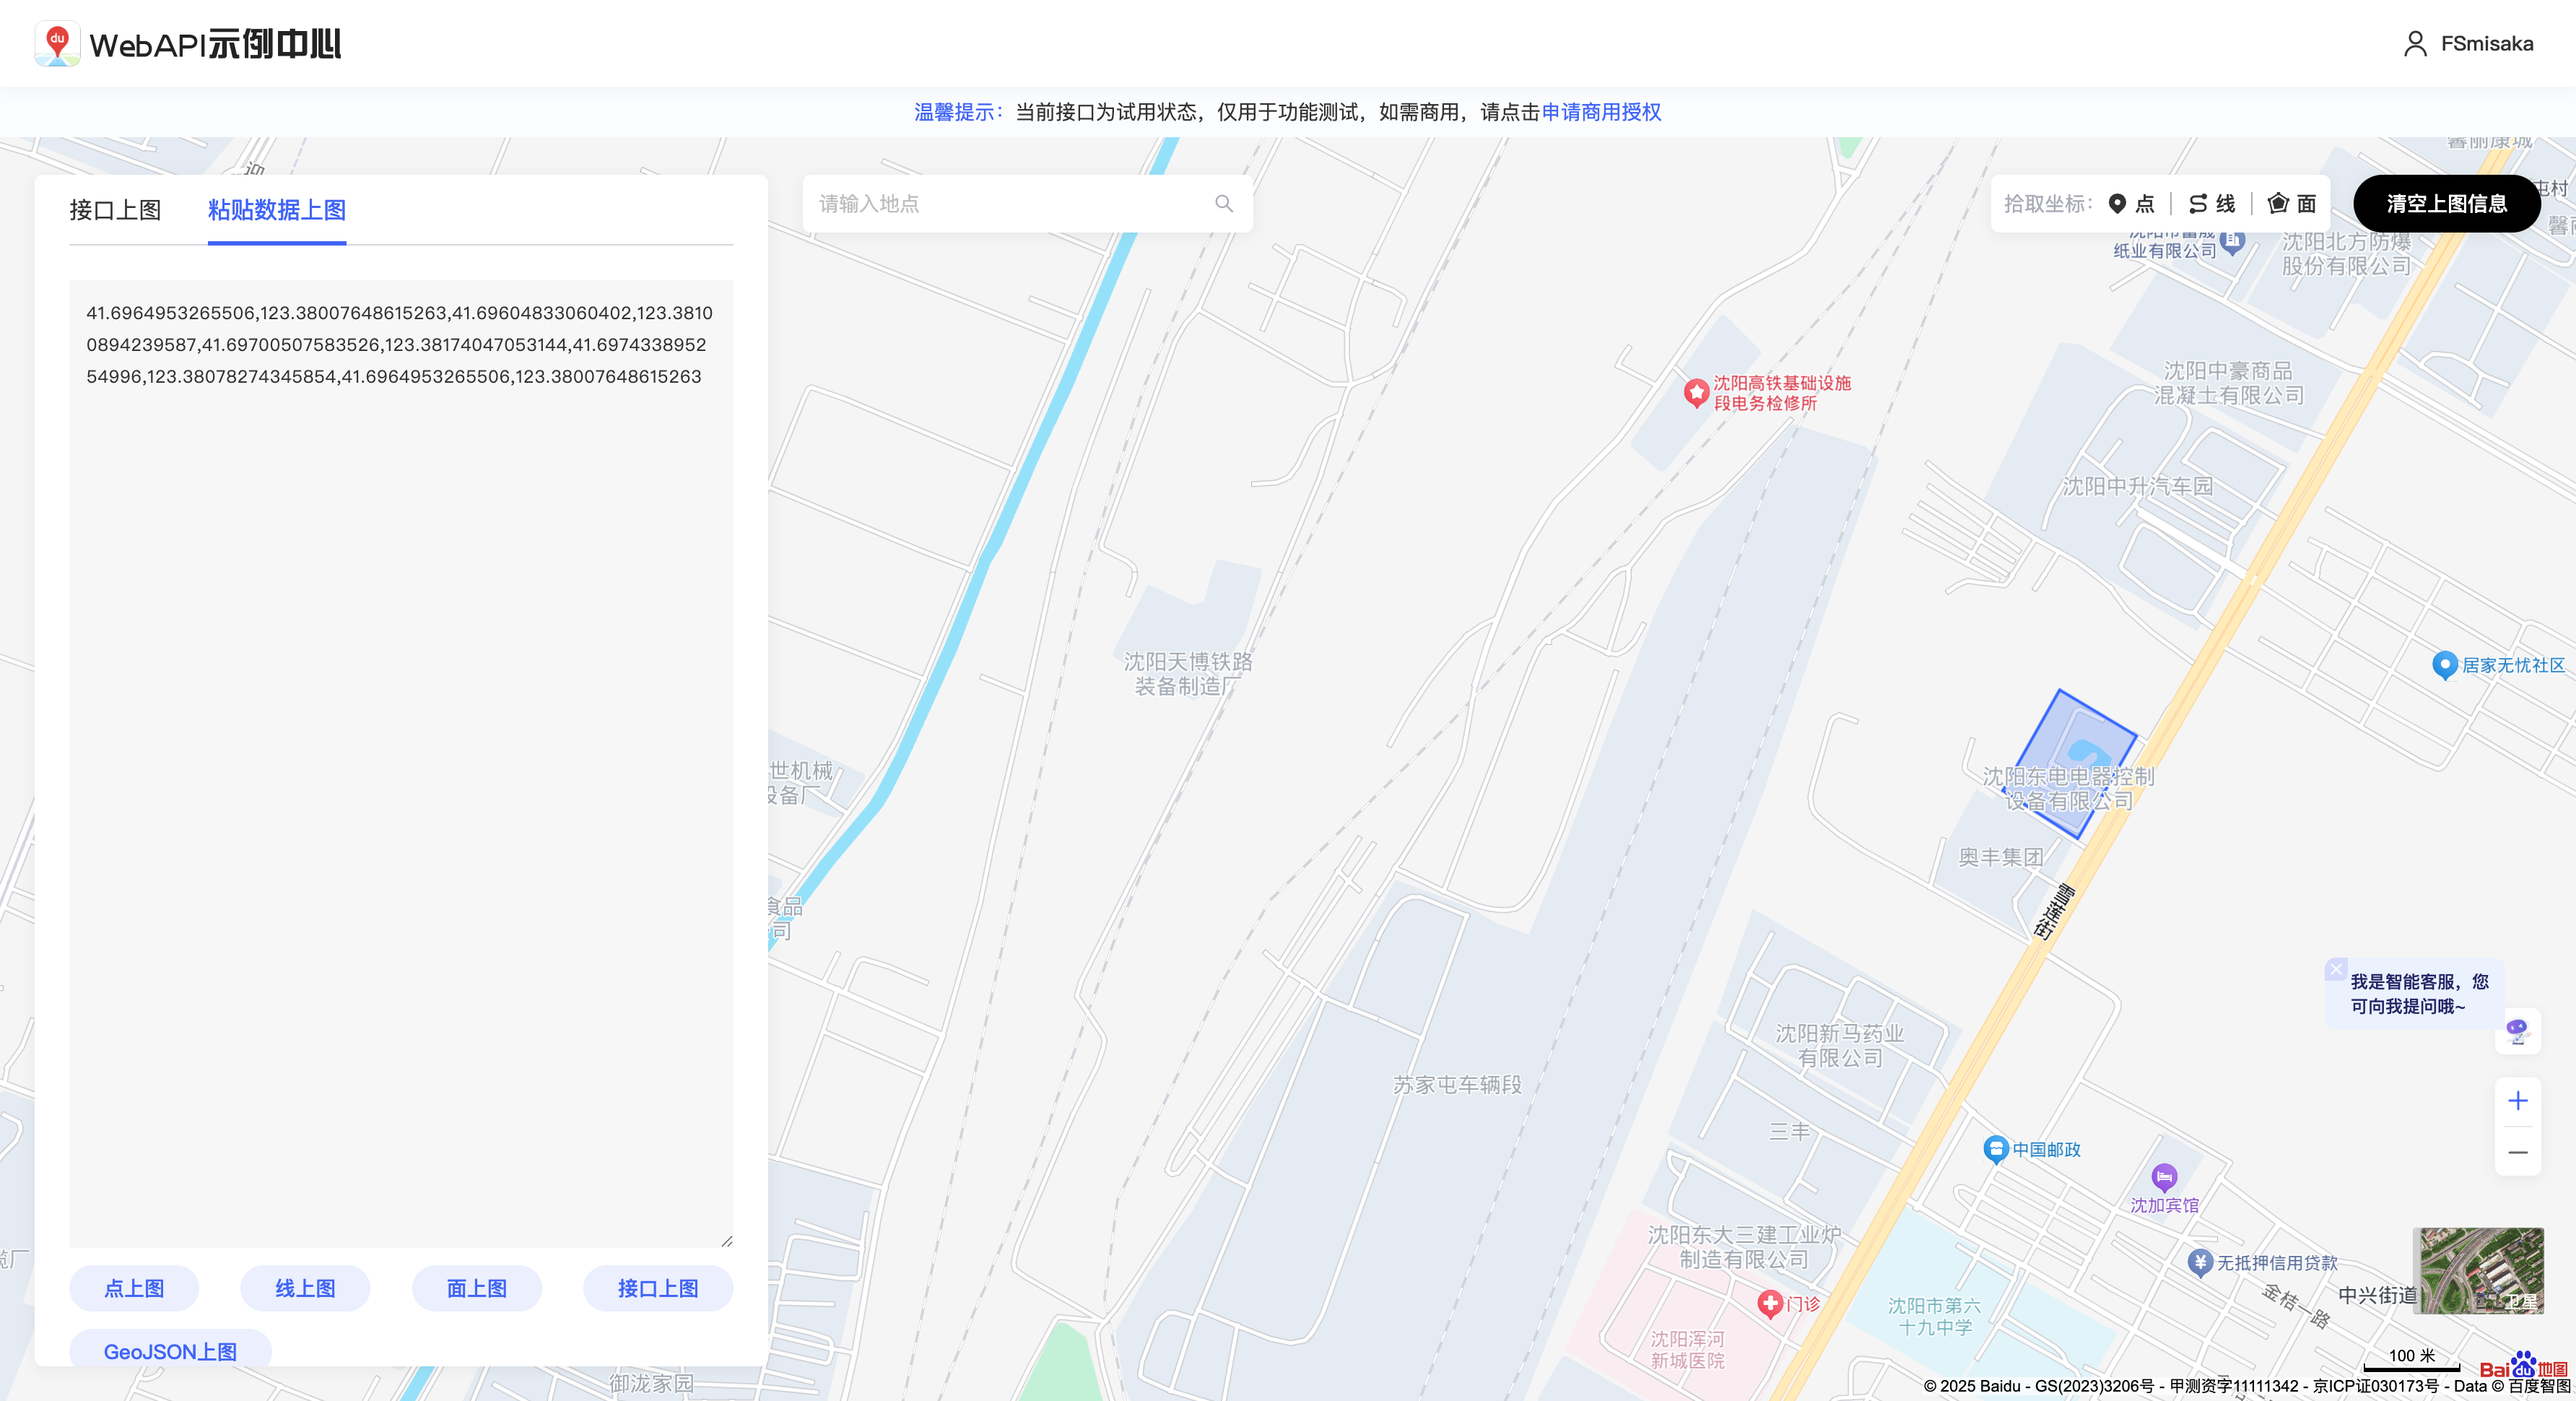 WebAPI示例中心
FSmisaka
温馨提示：当前接口为试用状态，仅用于功能测试，如需商用，请点击申请商用授权
接口上图
粘贴数据上图
41.6964953265506,123.38007648615263,41.69604833060402,123.3810
0894239587,41.69700507583526,123.38174047053144,41.6974338952
54996,123.38078274345854,41.6964953265506,123.38007648615263
点上图
线上图
面上图
接口上图
GeoJSON上图
请输入地点
拾取坐标：
点
线
面
清空上图信息
纸业有限公司
沈阳北方防爆
股份有限公司
沈阳高铁基础设施
段电务检修所
沈阳中豪商品
混凝土有限公司
沈阳中升汽车园
沈阳天博铁路
装备制造厂
居家无忧社区
世机械
设备厂
沈阳东电电器控制
设备有限公司
奥丰集团
食品
司
雪莲街
我是智能客服，您
可向我提问哦~
沈阳新马药业
有限公司
苏家屯车辆段
三丰
中国邮政
沈加宾馆
沈阳东大三建工业炉
制造有限公司
无抵押信用贷款
金桔一路
中兴街道
卫星
门诊
沈阳市第六
十九中学
沈阳浑河
新城医院
御泷家园
100 米
Bai du 地图
© 2025 Baidu - GS(2023)3206号 - 甲测资字11111342 - 京ICP证030173号 - Data © 百度智图